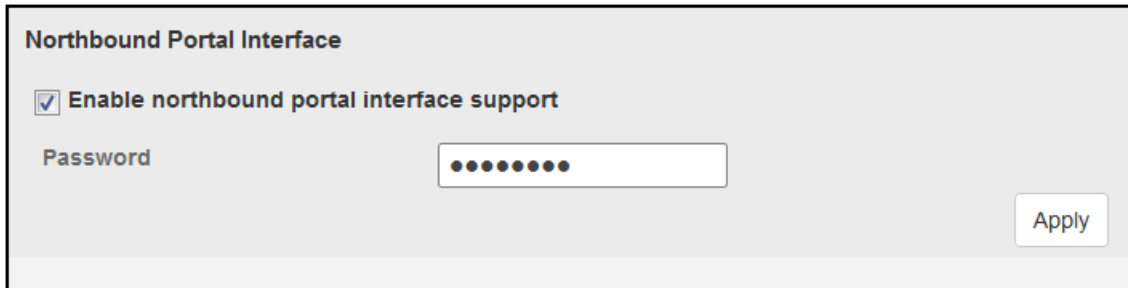 Northbound Portal Interface
Enable northbound portal interface support
Password ●●●●●●●●
Apply